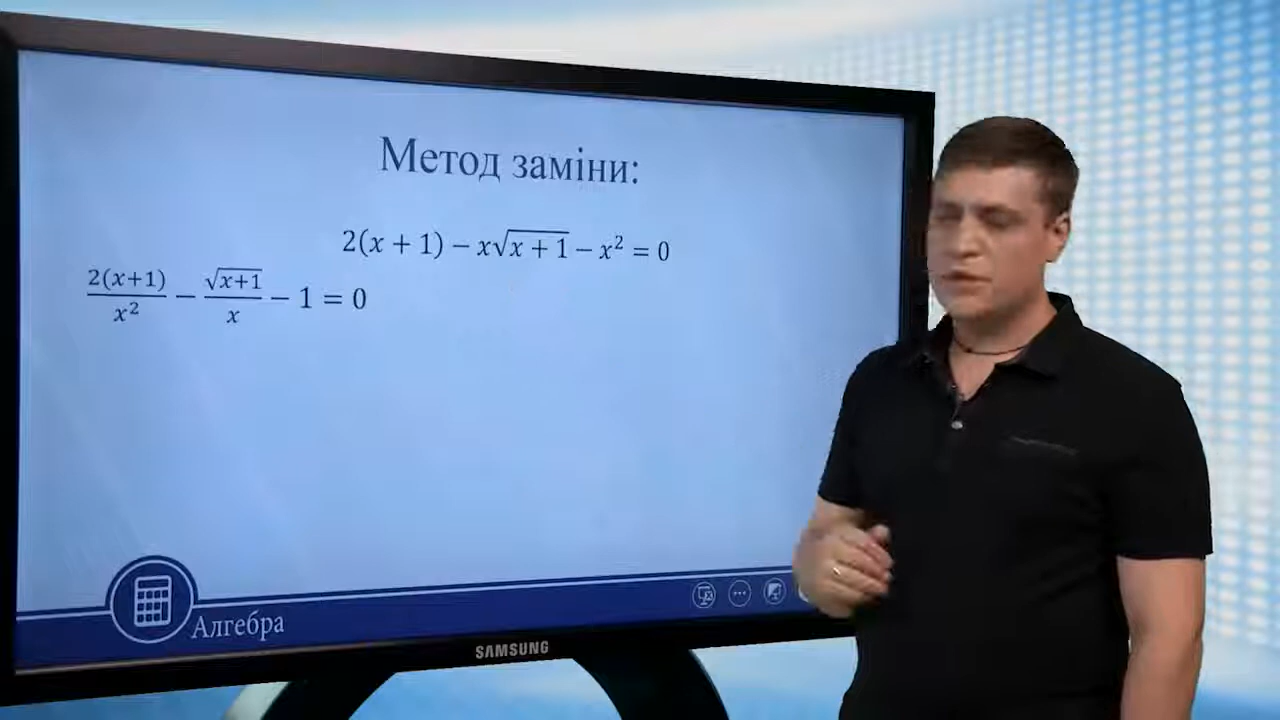 Метод заміни:
2(x + 1) − x√(x + 1) − x² = 0
2(x+1)/x² − √(x+1)/x − 1 = 0
Алгебра
SAMSUNG